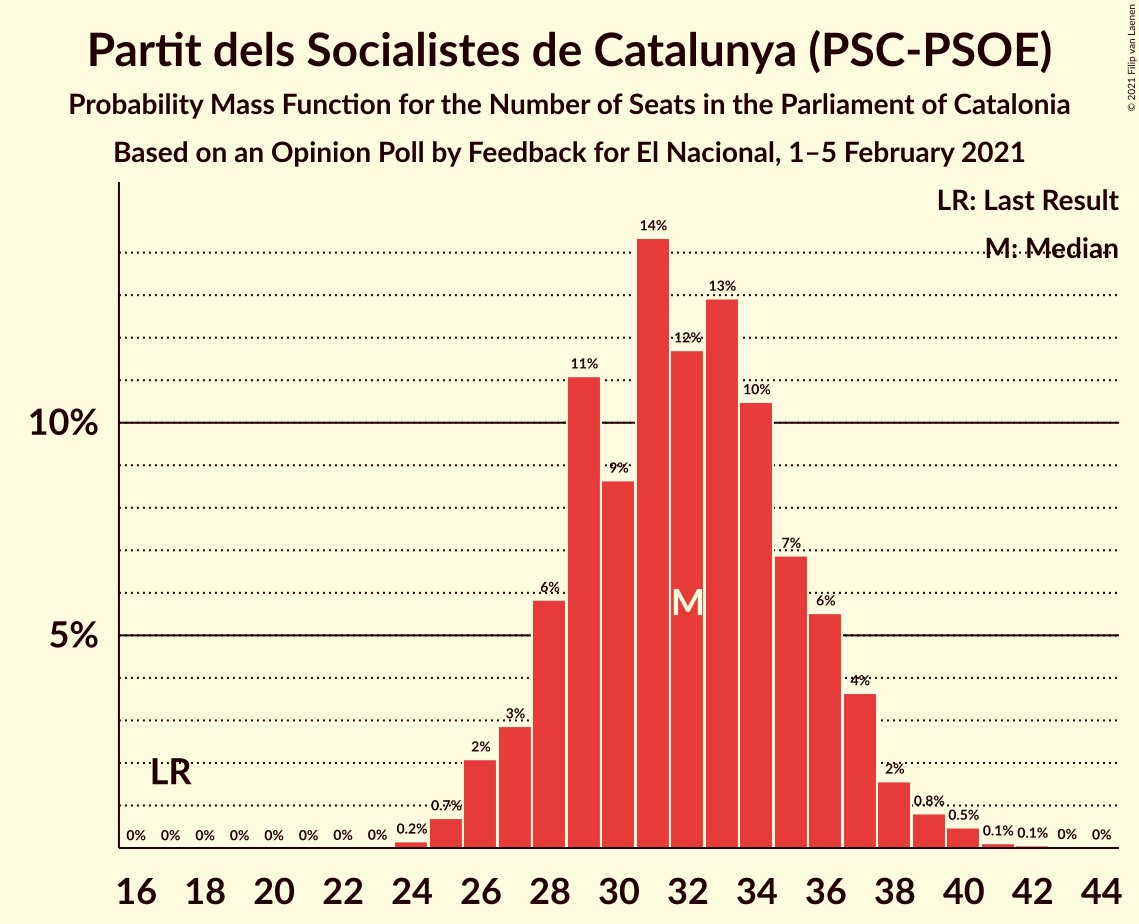 Partit dels Socialistes de Catalunya (PSC-PSOE)
Probability Mass Function for the Number of Seats in the Parliament of Catalonia
Based on an Opinion Poll by Feedback for El Nacional, 1–5 February 2021
© 2021 Filip van Laenen
LR: Last Result
M: Median
10%
5%
LR
M
0% 0% 0% 0% 0% 0% 0% 0% 0.2% 0.7% 2% 3% 6% 11% 9% 14% 12% 13% 10% 7% 6% 4% 2% 0.8% 0.5% 0.1% 0.1% 0% 0%
16 18 20 22 24 26 28 30 32 34 36 38 40 42 44